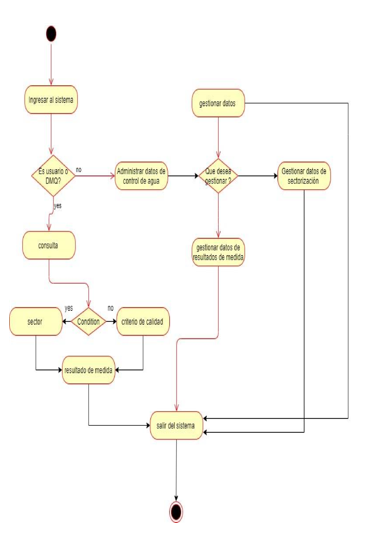 Ingresar al sistema
gestionar datos
Es usuario o
DMQ?
no
yes
Administrar datos de
control de agua
Que desea
gestionar ?
Gestionar datos de
sectorización
consulta
gestionar datos de
resultados de medida
yes
no
sector
Condition
criterio de calidad
resultado de medida
salir del sistema